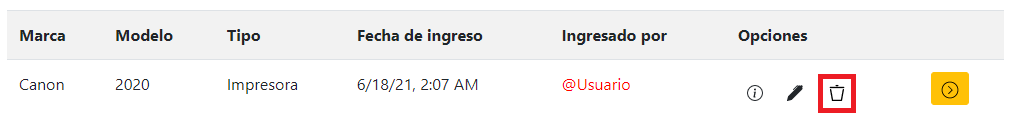 Marca Modelo Tipo Fecha de ingreso Ingresado por Opciones
Canon 2020 Impresora 6/18/21, 2:07 AM @Usuario